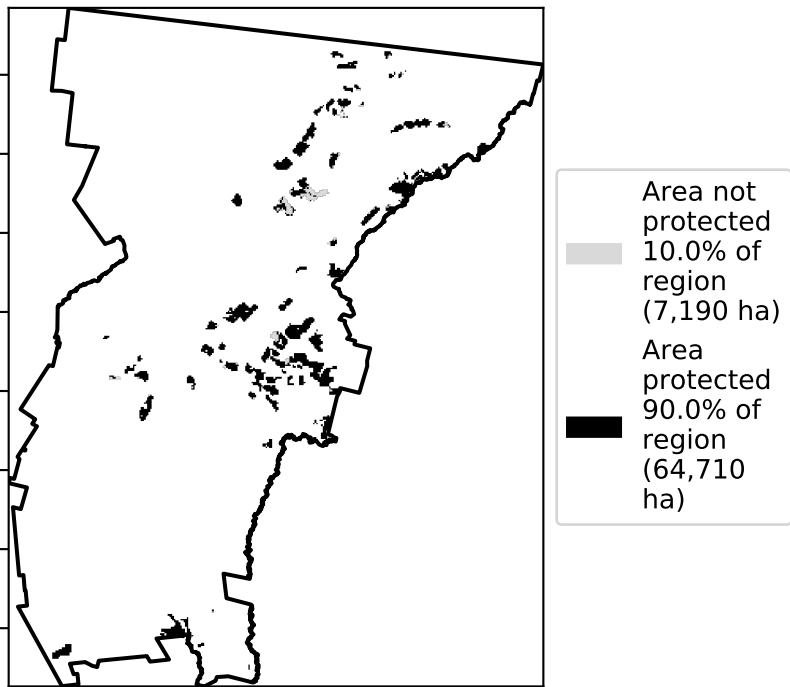 Area not
protected
10.0% of
region
(7,190 ha)
Area
protected
90.0% of
region
(64,710
ha)